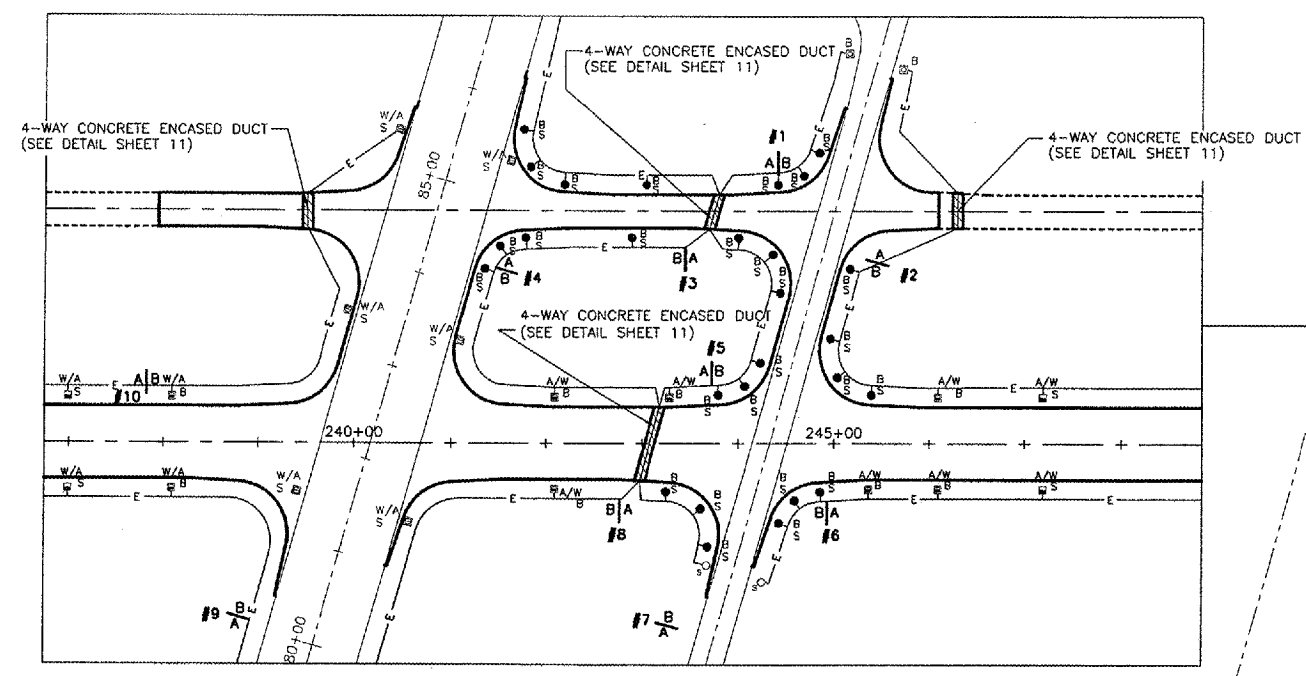 4-WAY CONCRETE ENCASED DUCT
(SEE DETAIL SHEET 11)
4-WAY CONCRETE ENCASED DUCT
(SEE DETAIL SHEET 11)
4-WAY CONCRETE ENCASED DUCT
(SEE DETAIL SHEET 11)
4-WAY CONCRETE ENCASED DUCT
(SEE DETAIL SHEET 11)
#1
A B
#2
A
B
#3
B A
#4
A
B
#5
A B
#6
B A
#7 B
A
#8
B A
#9 B
A
#10
A B
85+00
80+00
240+00
245+00
W/A
S
W/A
S
W/A
S
W/A
S
W/A
S
W/A
B
W/A
S
W/A
B
W/A
S
W/A
S
A/W
B
A/W
B
A/W
B
A/W
S
A/W
B
A/W
B
A/W
B
A/W
S
B
S
B
S
B
S
B
S
B
S
E
E
E
E
E
E
E
E